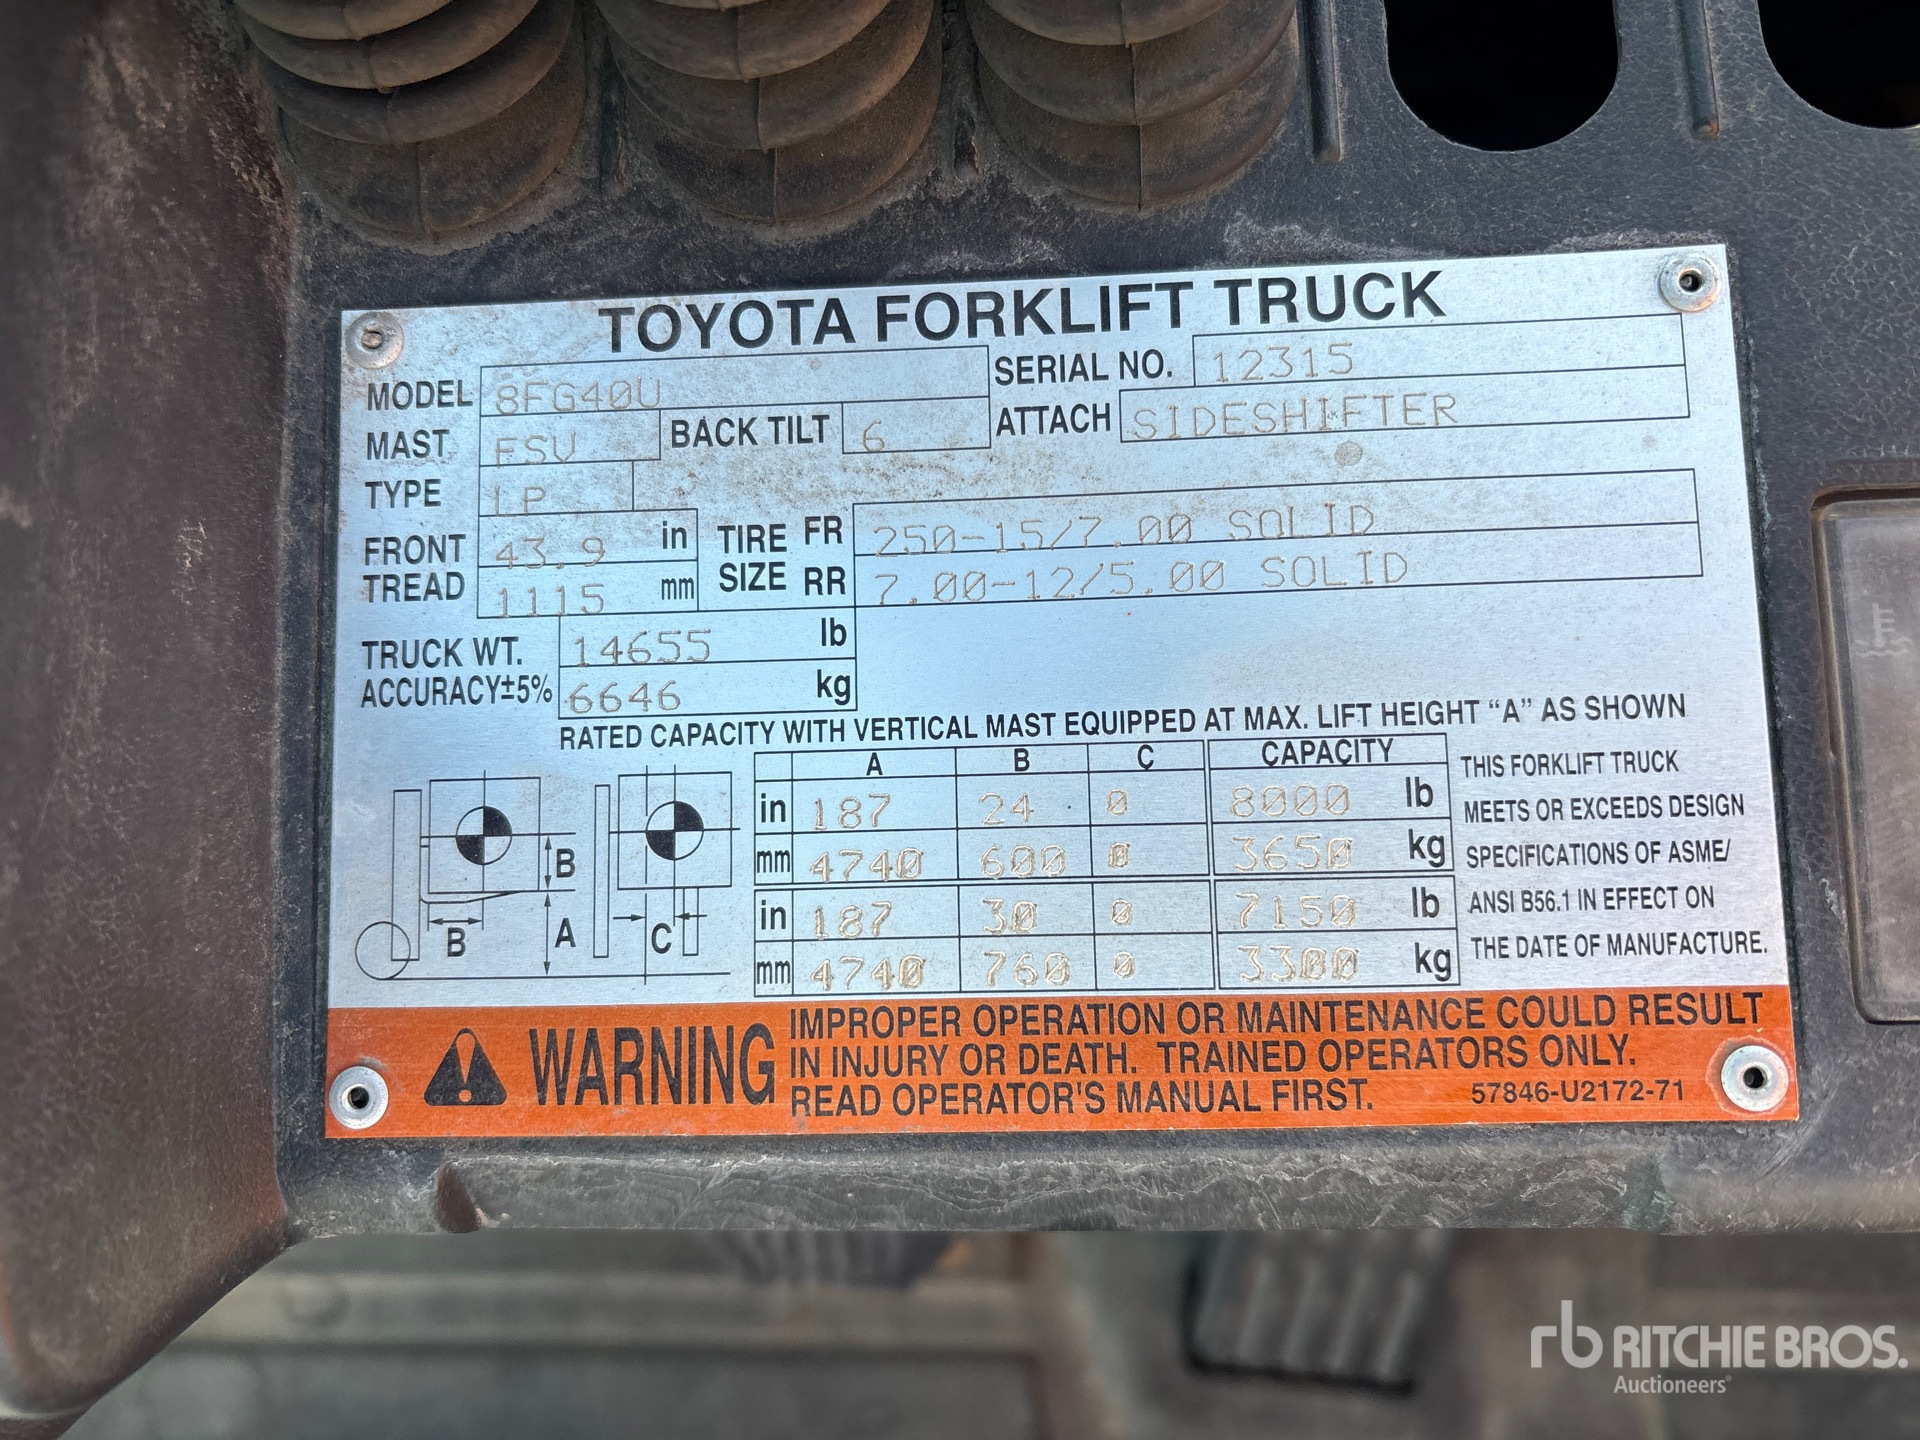 TOYOTA FORKLIFT TRUCK
MODEL 8FG40U SERIAL NO. 12315
MAST FSV BACK TILT 6 ATTACH SIDESHIFTER
TYPE LP
FRONT TREAD 43.9 in TIRE SIZE FR 250-15/7.00 SOLID
1115 mm RR 7.00-12/5.00 SOLID
TRUCK WT. 14655 lb
ACCURACY±5% 6646 kg
RATED CAPACITY WITH VERTICAL MAST EQUIPPED AT MAX. LIFT HEIGHT “A” AS SHOWN
A B C CAPACITY
in 187 24 0 8000 lb
mm 4740 600 0 3650 kg
in 187 30 0 7150 lb
mm 4740 760 0 3300 kg
B
B
A
C
THIS FORKLIFT TRUCK
MEETS OR EXCEEDS DESIGN
SPECIFICATIONS OF ASME/
ANSI B56.1 IN EFFECT ON
THE DATE OF MANUFACTURE.
WARNING
IMPROPER OPERATION OR MAINTENANCE COULD RESULT
IN INJURY OR DEATH. TRAINED OPERATORS ONLY.
READ OPERATOR'S MANUAL FIRST. 57846-U2172-71
rb RITCHIE BROS.
Auctioneers